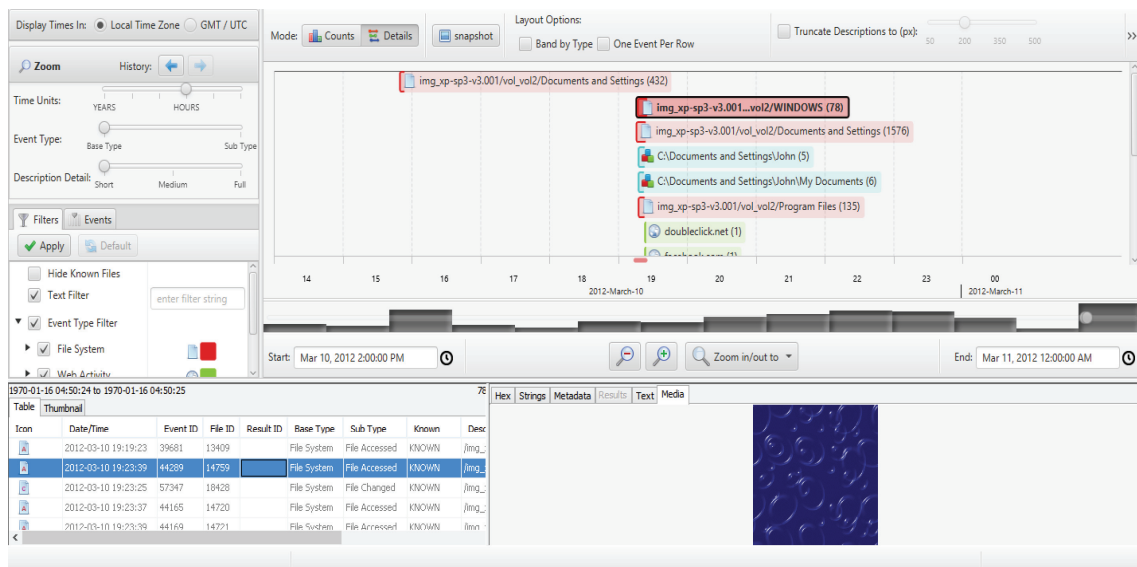 Display Times In: Local Time Zone GMT / UTC
Mode: Counts Details snapshot
Layout Options:
Band by Type One Event Per Row
Truncate Descriptions to (px):
50 200 350 500
»
Zoom History:
Time Units:
YEARS HOURS
Event Type:
Base Type Sub Type
Description Detail:
Short Medium Full
Filters Events
Apply Default
Hide Known Files
Text Filter enter filter string
Event Type Filter
File System
Web Activity
img_xp-sp3-v3.001/vol_vol2/Documents and Settings (432)
img_xp-sp3-v3.001...vol2/WINDOWS (78)
img_xp-sp3-v3.001/vol_vol2/Documents and Settings (1576)
C:\Documents and Settings\John (5)
C:\Documents and Settings\John\My Documents (6)
img_xp-sp3-v3.001/vol_vol2/Program Files (135)
doubleclick.net (1)
facebook.com (1)
14 15 16 17 18 19 20 21 22 23 00
2012-March-10 2012-March-11
Start: Mar 10, 2012 2:00:00 PM
Zoom in/out to
End: Mar 11, 2012 12:00:00 AM
1970-01-16 04:50:24 to 1970-01-16 04:50:25 78
Table Thumbnail
Icon Date/Time Event ID File ID Result ID Base Type Sub Type Known Desc
2012-03-10 19:19:23 39681 13409 File System File Accessed KNOWN /img_
2012-03-10 19:23:39 44289 14759 File System File Accessed KNOWN /img_
2012-03-10 19:23:25 57347 18428 File System File Changed KNOWN /img_
2012-03-10 19:23:37 44165 14720 File System File Accessed KNOWN /img_
2012-03-10 19:23:39 44169 14721 File System File Accessed KNOWN /img
Hex Strings Metadata Results Text Media